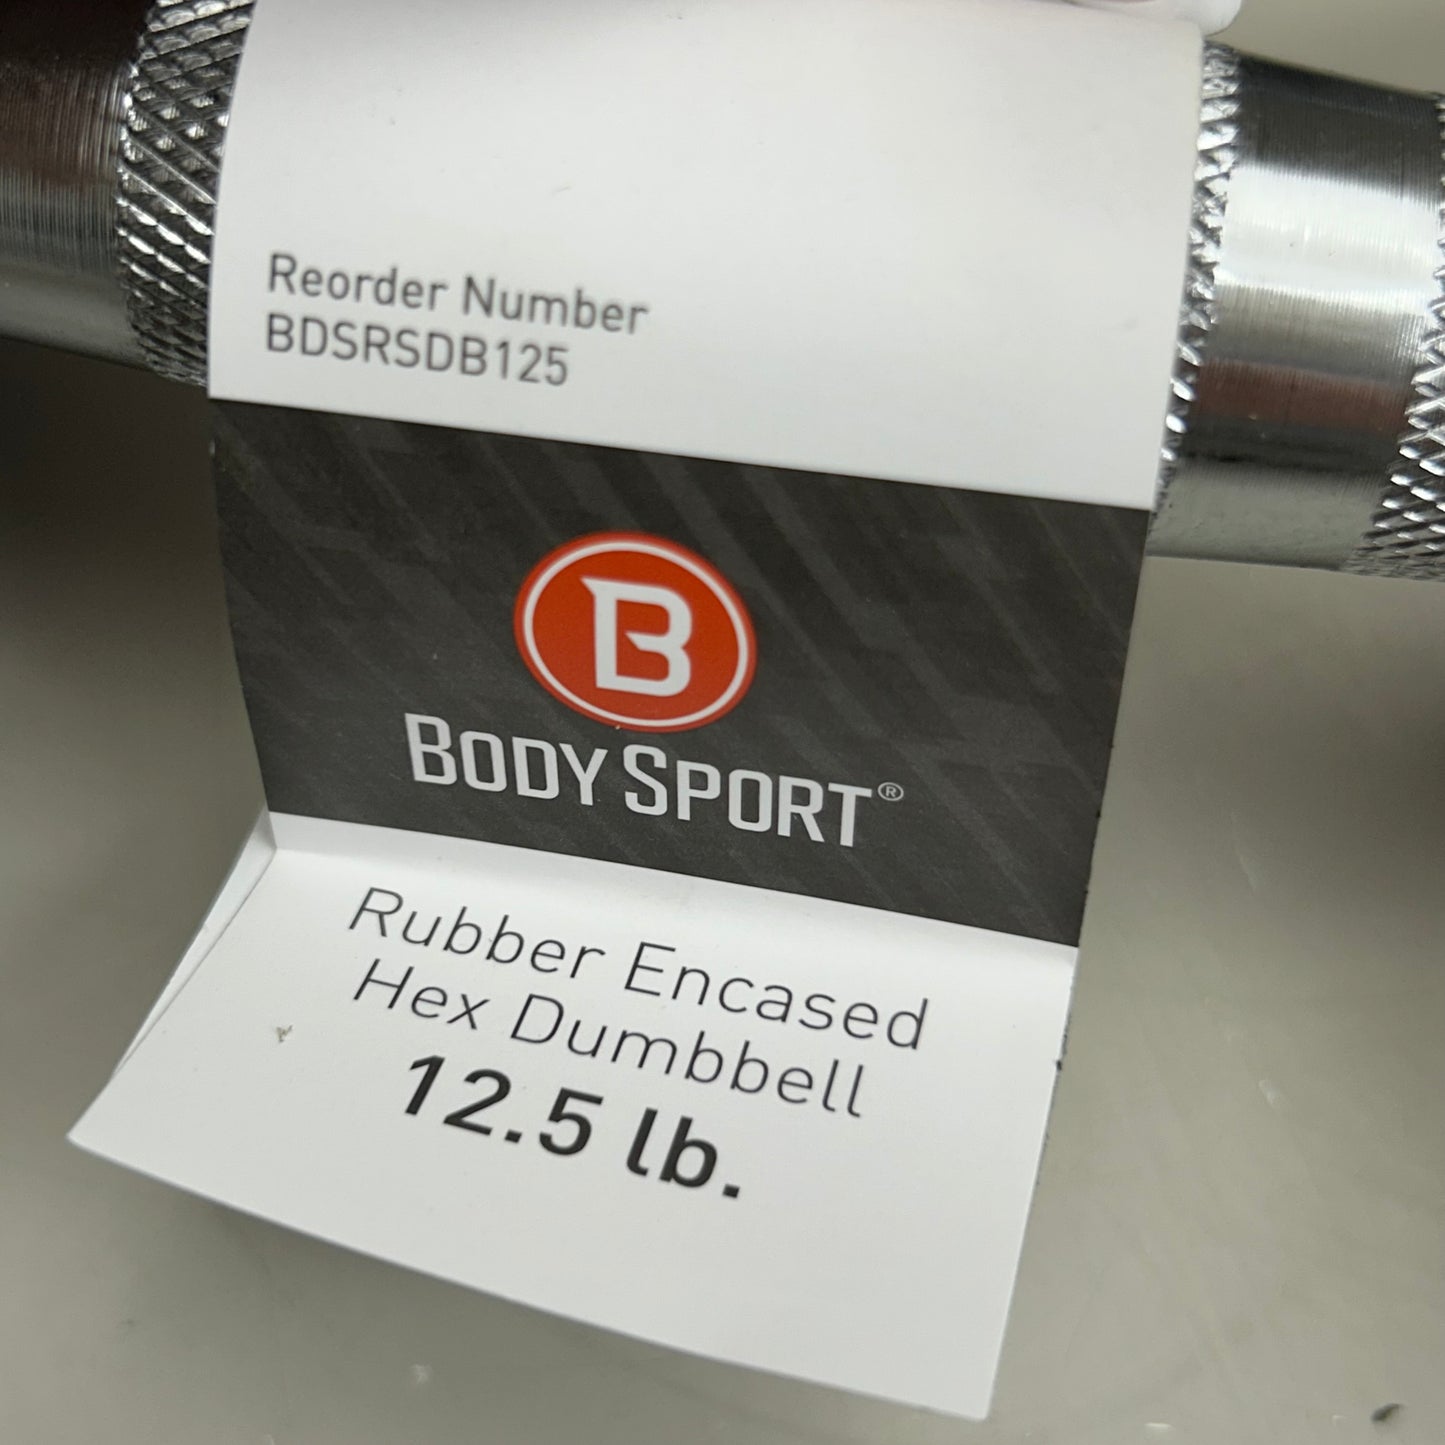 Reorder Number
BDSRSDB125
B
BODY SPORT®
Rubber Encased
Hex Dumbbell
12.5 lb.